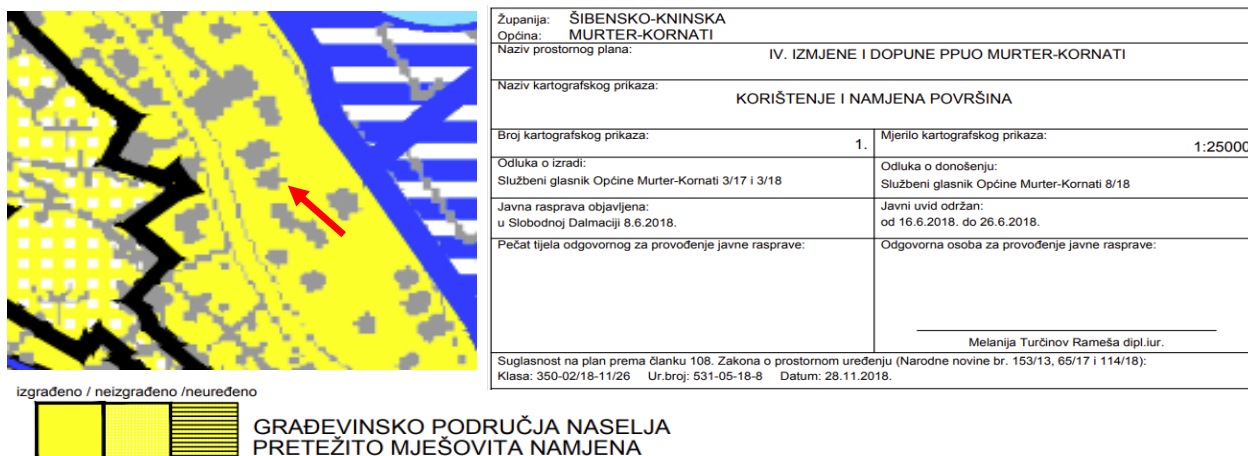 Županija: ŠIBENSKO-KNINSKA
Općina: MURTER-KORNATI
Naziv prostornog plana:
IV. IZMJENE I DOPUNE PPUO MURTER-KORNATI
Naziv kartografskog prikaza:
KORIŠTENJE I NAMJENA POVRŠINA
Broj kartografskog prikaza: 1.
Mjerilo kartografskog prikaza: 1:25000
Odluka o izradi:
Službeni glasnik Općine Murter-Kornati 3/17 i 3/18
Odluka o donošenju:
Službeni glasnik Općine Murter-Kornati 8/18
Javna rasprava objavljena:
u Slobodnoj Dalmaciji 8.6.2018.
Javni uvid održan:
od 16.6.2018. do 26.6.2018.
Pečat tijela odgovornog za provođenje javne rasprave:
Odgovorna osoba za provođenje javne rasprave:
Melanija Turčinov Rameša dipl.iur.
Suglasnost na plan prema članku 108. Zakona o prostornom uređenju (Narodne novine br. 153/13, 65/17 i 114/18):
Klasa: 350-02/18-11/26 Ur.broj: 531-05-18-8 Datum: 28.11.2018.
izgrađeno / neizgrađeno /neuređeno
GRAĐEVINSKO PODRUČJA NASELJA
PRETEŽITO MJEŠOVITA NAMJENA